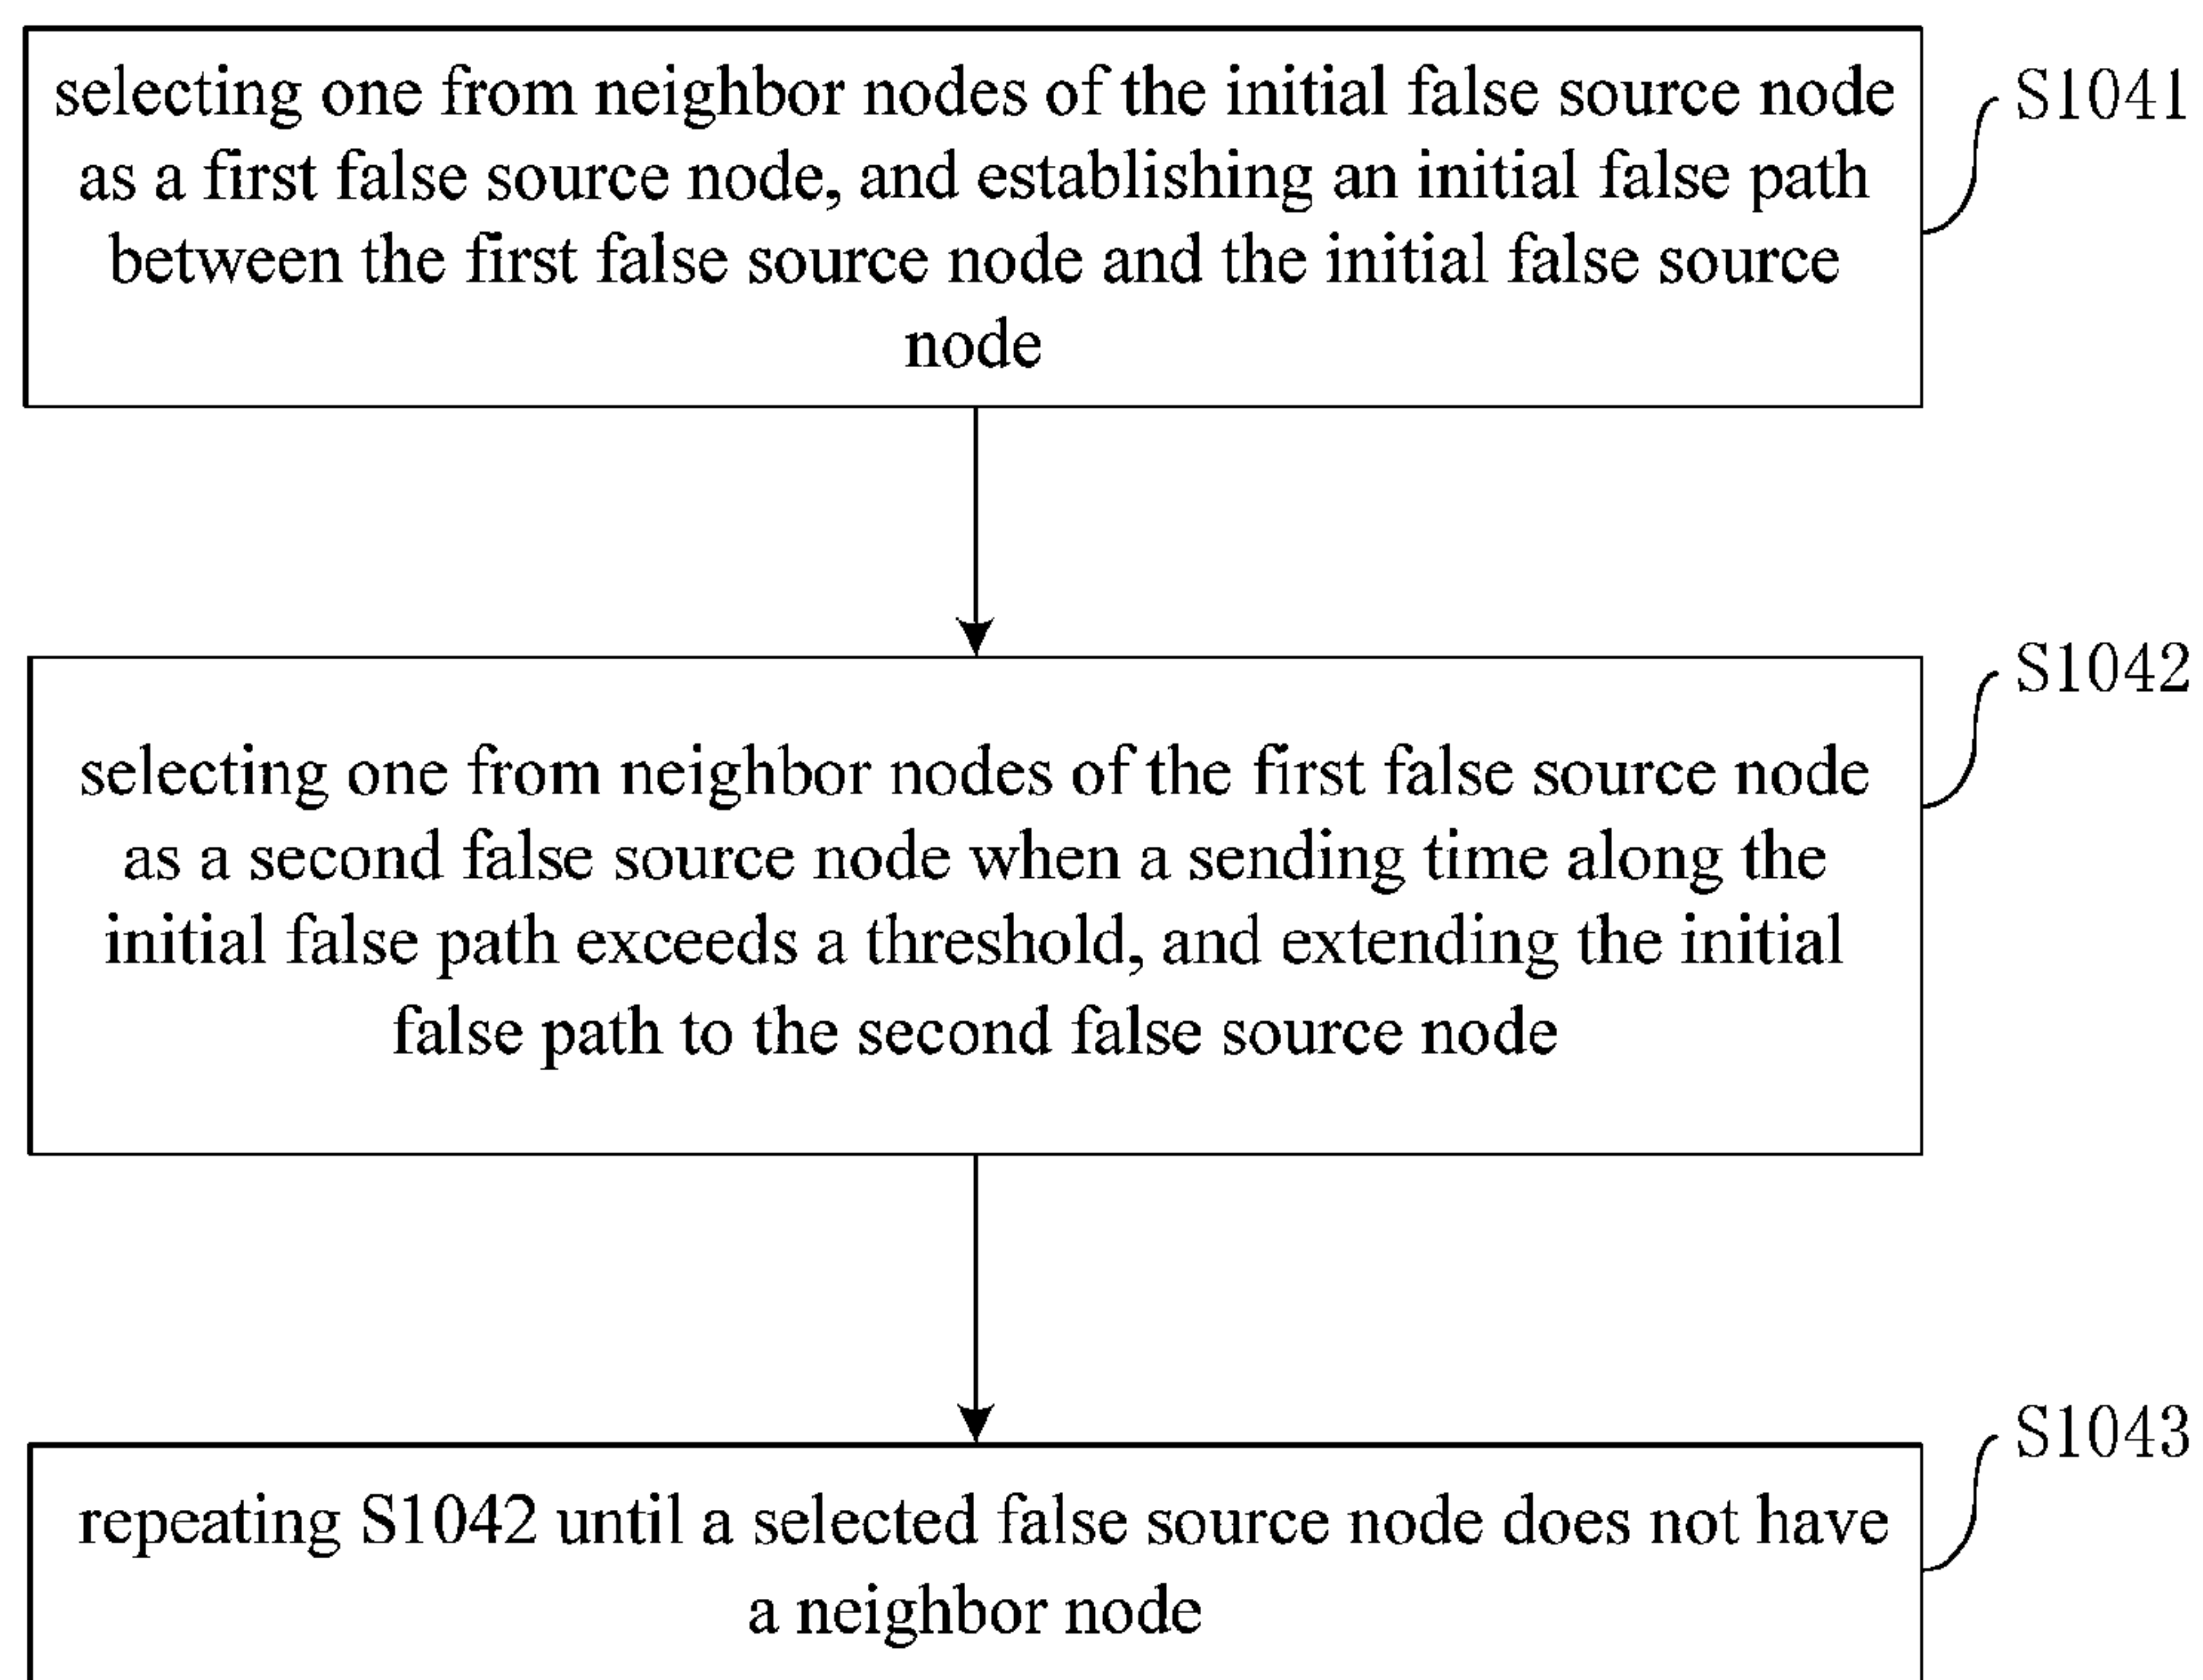 selecting one from neighbor nodes of the initial false source node
as a first false source node, and establishing an initial false path
between the first false source node and the initial false source
node
S1041
selecting one from neighbor nodes of the first false source node
as a second false source node when a sending time along the
initial false path exceeds a threshold, and extending the initial
false path to the second false source node
S1042
repeating S1042 until a selected false source node does not have
a neighbor node
S1043